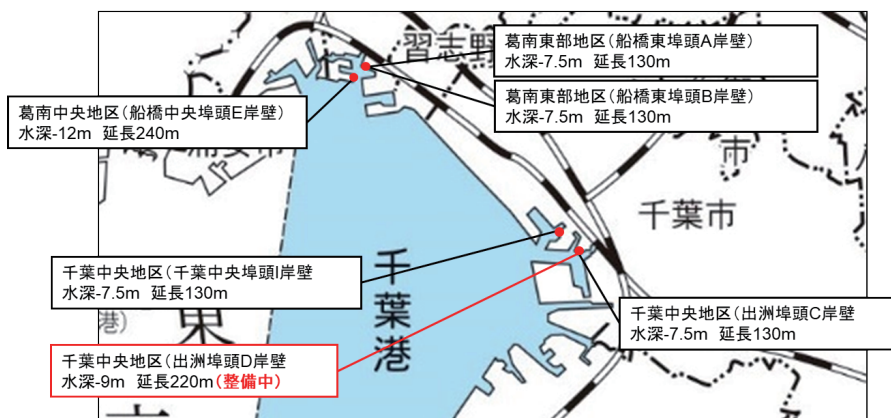 葛南東部地区(船橋東埠頭A岸壁)
水深-7.5m 延長130m
習志野
葛南東部地区(船橋東埠頭B岸壁)
水深-7.5m 延長130m
葛南中央地区(船橋中央埠頭E岸壁)
水深-12m 延長240m
市
千葉市
千葉中央地区(千葉中央埠頭I岸壁
水深-7.5m 延長130m
千葉港
千葉中央地区(出洲埠頭C岸壁
水深-7.5m 延長130m
港)
東
千葉中央地区(出洲埠頭D岸壁
水深-9m 延長220m(整備中)